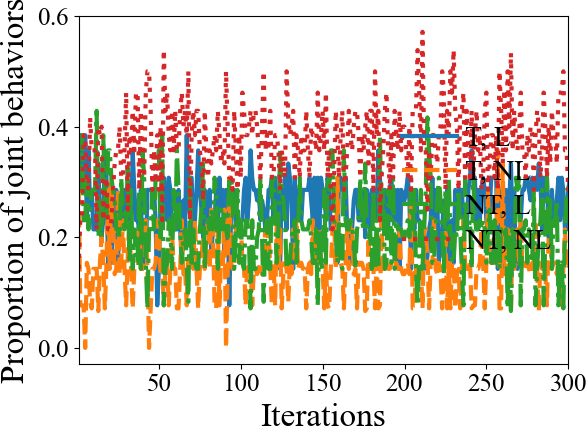 Proportion of joint behaviors
0.6
0.4
0.2
0.0
T, L
T, NL
NT, L
NT, NL
50
100
150
200
250
300
Iterations